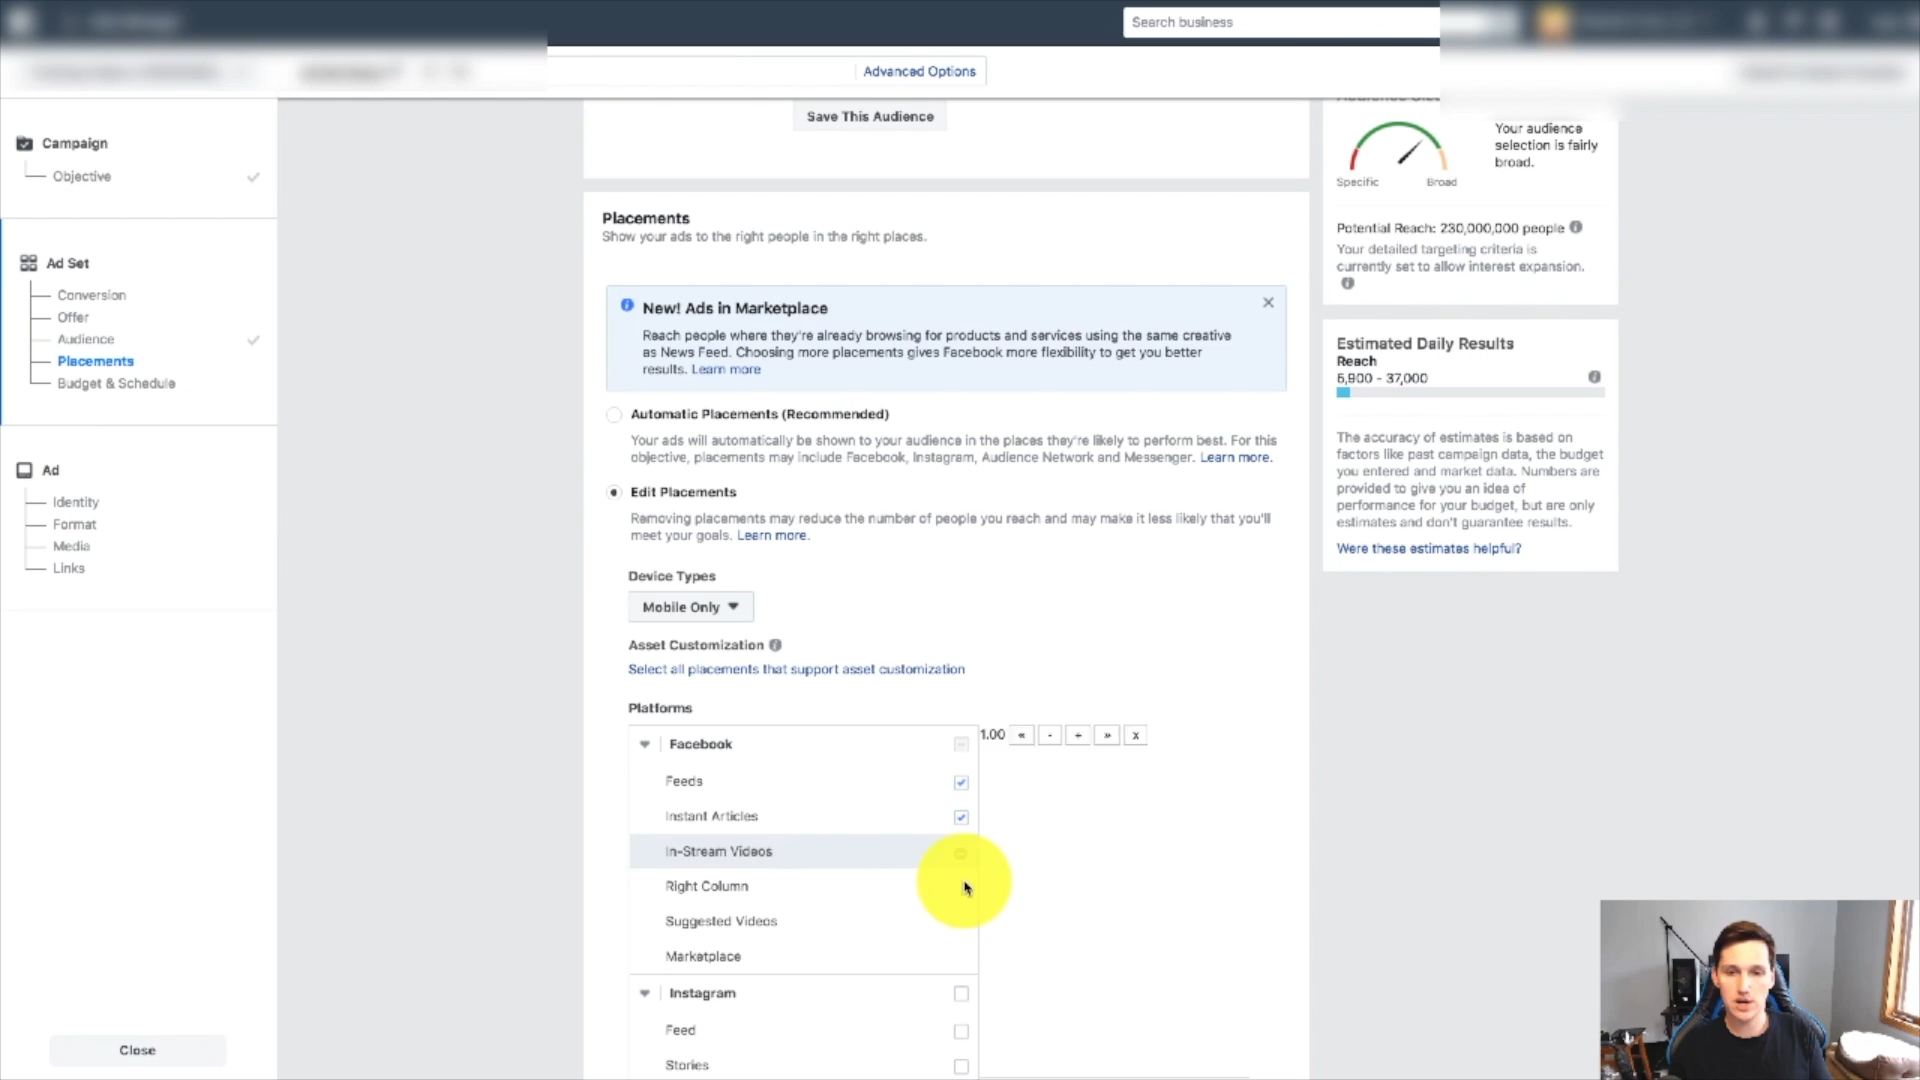 Search business
Advanced Options
Save This Audience
Campaign
Objective
Ad Set
Conversion
Offer
Audience
Placements
Budget & Schedule
Ad
Identity
Format
Media
Links
Close
Placements
Show your ads to the right people in the right places.
New! Ads in Marketplace
Reach people where they're already browsing for products and services using the same creative
as News Feed. Choosing more placements gives Facebook more flexibility to get you better
results. Learn more
Automatic Placements (Recommended)
Your ads will automatically be shown to your audience in the places they're likely to perform best. For this
objective, placements may include Facebook, Instagram, Audience Network and Messenger. Learn more.
Edit Placements
Removing placements may reduce the number of people you reach and may make it less likely that you'll
meet your goals. Learn more.
Device Types
Mobile Only
Asset Customization
Select all placements that support asset customization
Platforms
Facebook
1.00 « - + » x
Feeds
Instant Articles
In-Stream Videos
Right Column
Suggested Videos
Marketplace
Instagram
Feed
Stories
Your audience
selection is fairly
broad.
Specific Broad
Potential Reach: 230,000,000 people
Your detailed targeting criteria is
currently set to allow interest expansion.
Estimated Daily Results
Reach
5,900 - 37,000
The accuracy of estimates is based on
factors like past campaign data, the budget
you entered and market data. Numbers are
provided to give you an idea of
performance for your budget, but are only
estimates and don't guarantee results.
Were these estimates helpful?